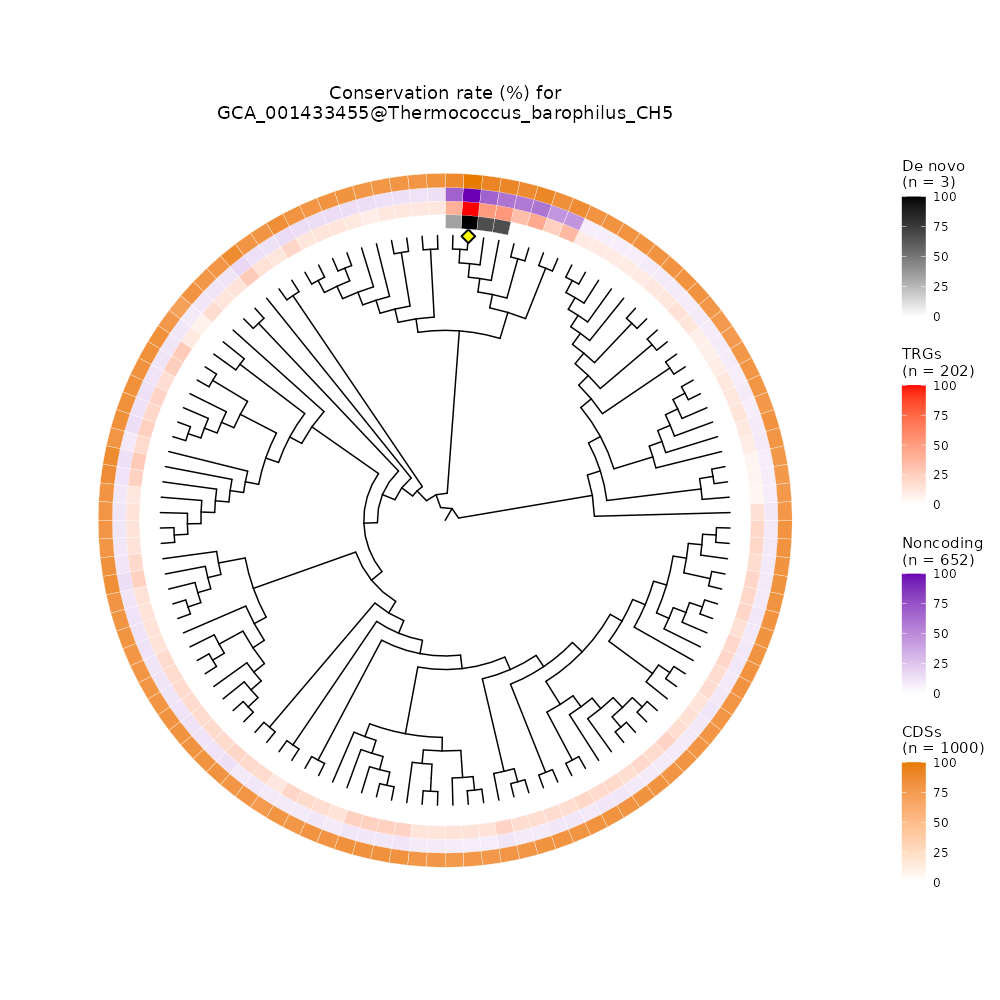 Conservation rate (%) for
GCA_001433455@Thermococcus_barophilus_CH5
De novo
(n = 3)
100
75
50
25
0
TRGs
(n = 202)
100
75
50
25
0
Noncoding
(n = 652)
100
75
50
25
0
CDSs
(n = 1000)
100
75
50
25
0